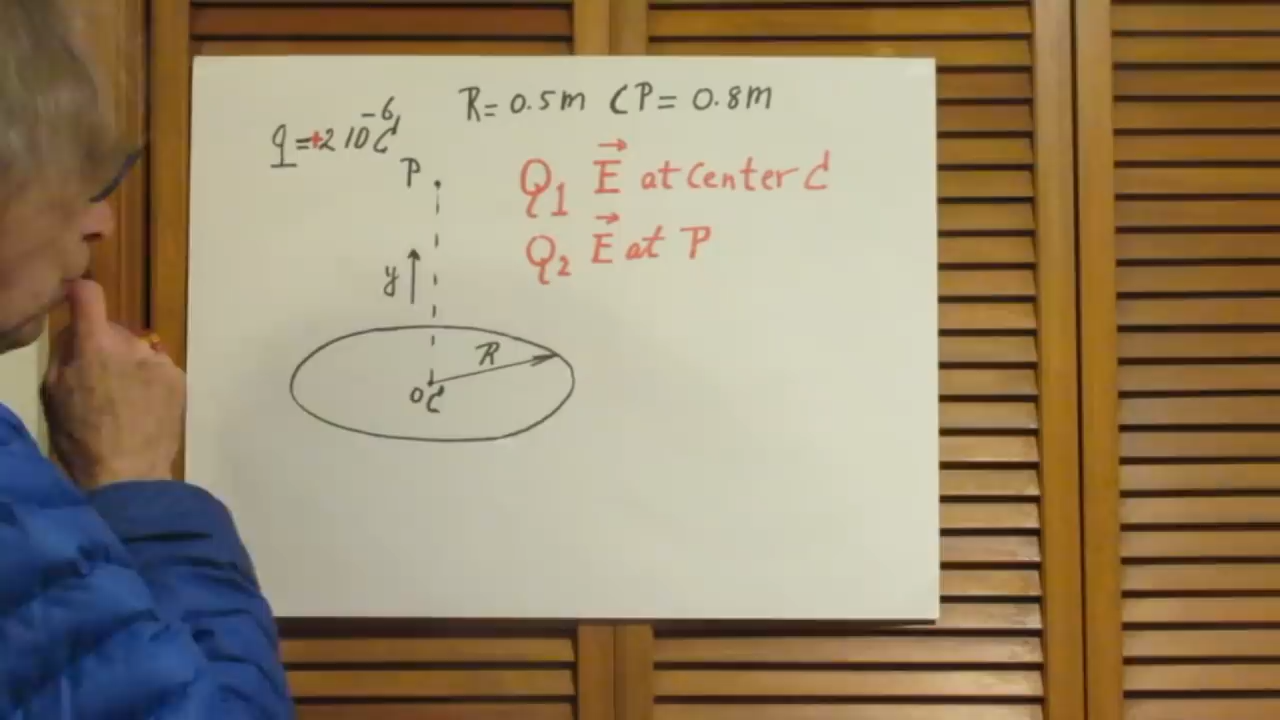 R = 0.5m CP = 0.8m
q = +2 10⁻⁶ C
P
Q₁ E⃗ at center C
Q₂ E⃗ at P
y
R
C